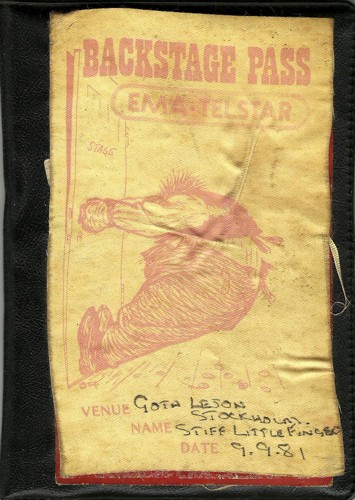 BACKSTAGE PASS
EMA-TELSTAR
STAGE
VENUE GOTA LEJON
STOCKHOLM.
NAME STIFF LITTLE FINGERS
DATE 9.9.81